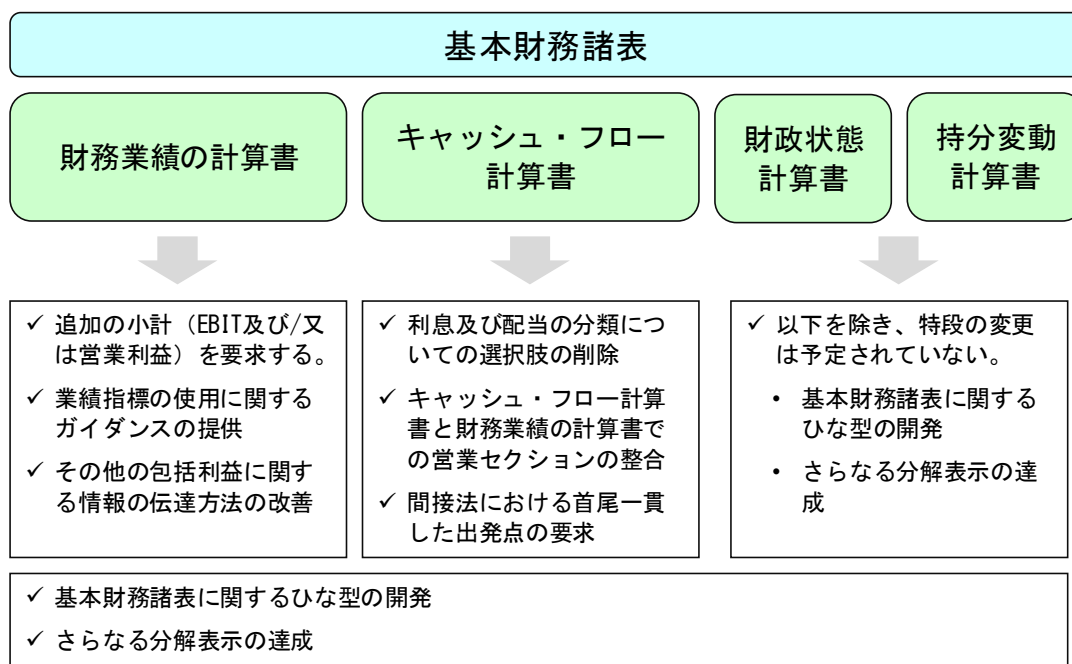 基本財務諸表
財務業績の計算書
キャッシュ・フロー
計算書
財政状態
計算書
持分変動
計算書
✓ 追加の小計（EBIT及び/又
は営業利益）を要求する。
✓ 業績指標の使用に関する
ガイダンスの提供
✓ その他の包括利益に関す
る情報の伝達方法の改善
✓ 利息及び配当の分類につ
いての選択肢の削除
✓ キャッシュ・フロー計算
書と財務業績の計算書で
の営業セクションの整合
✓ 間接法における首尾一貫
した出発点の要求
✓ 以下を除き、特段の変更
は予定されていない。
• 基本財務諸表に関する
ひな型の開発
• さらなる分解表示の達
成
✓ 基本財務諸表に関するひな型の開発
✓ さらなる分解表示の達成